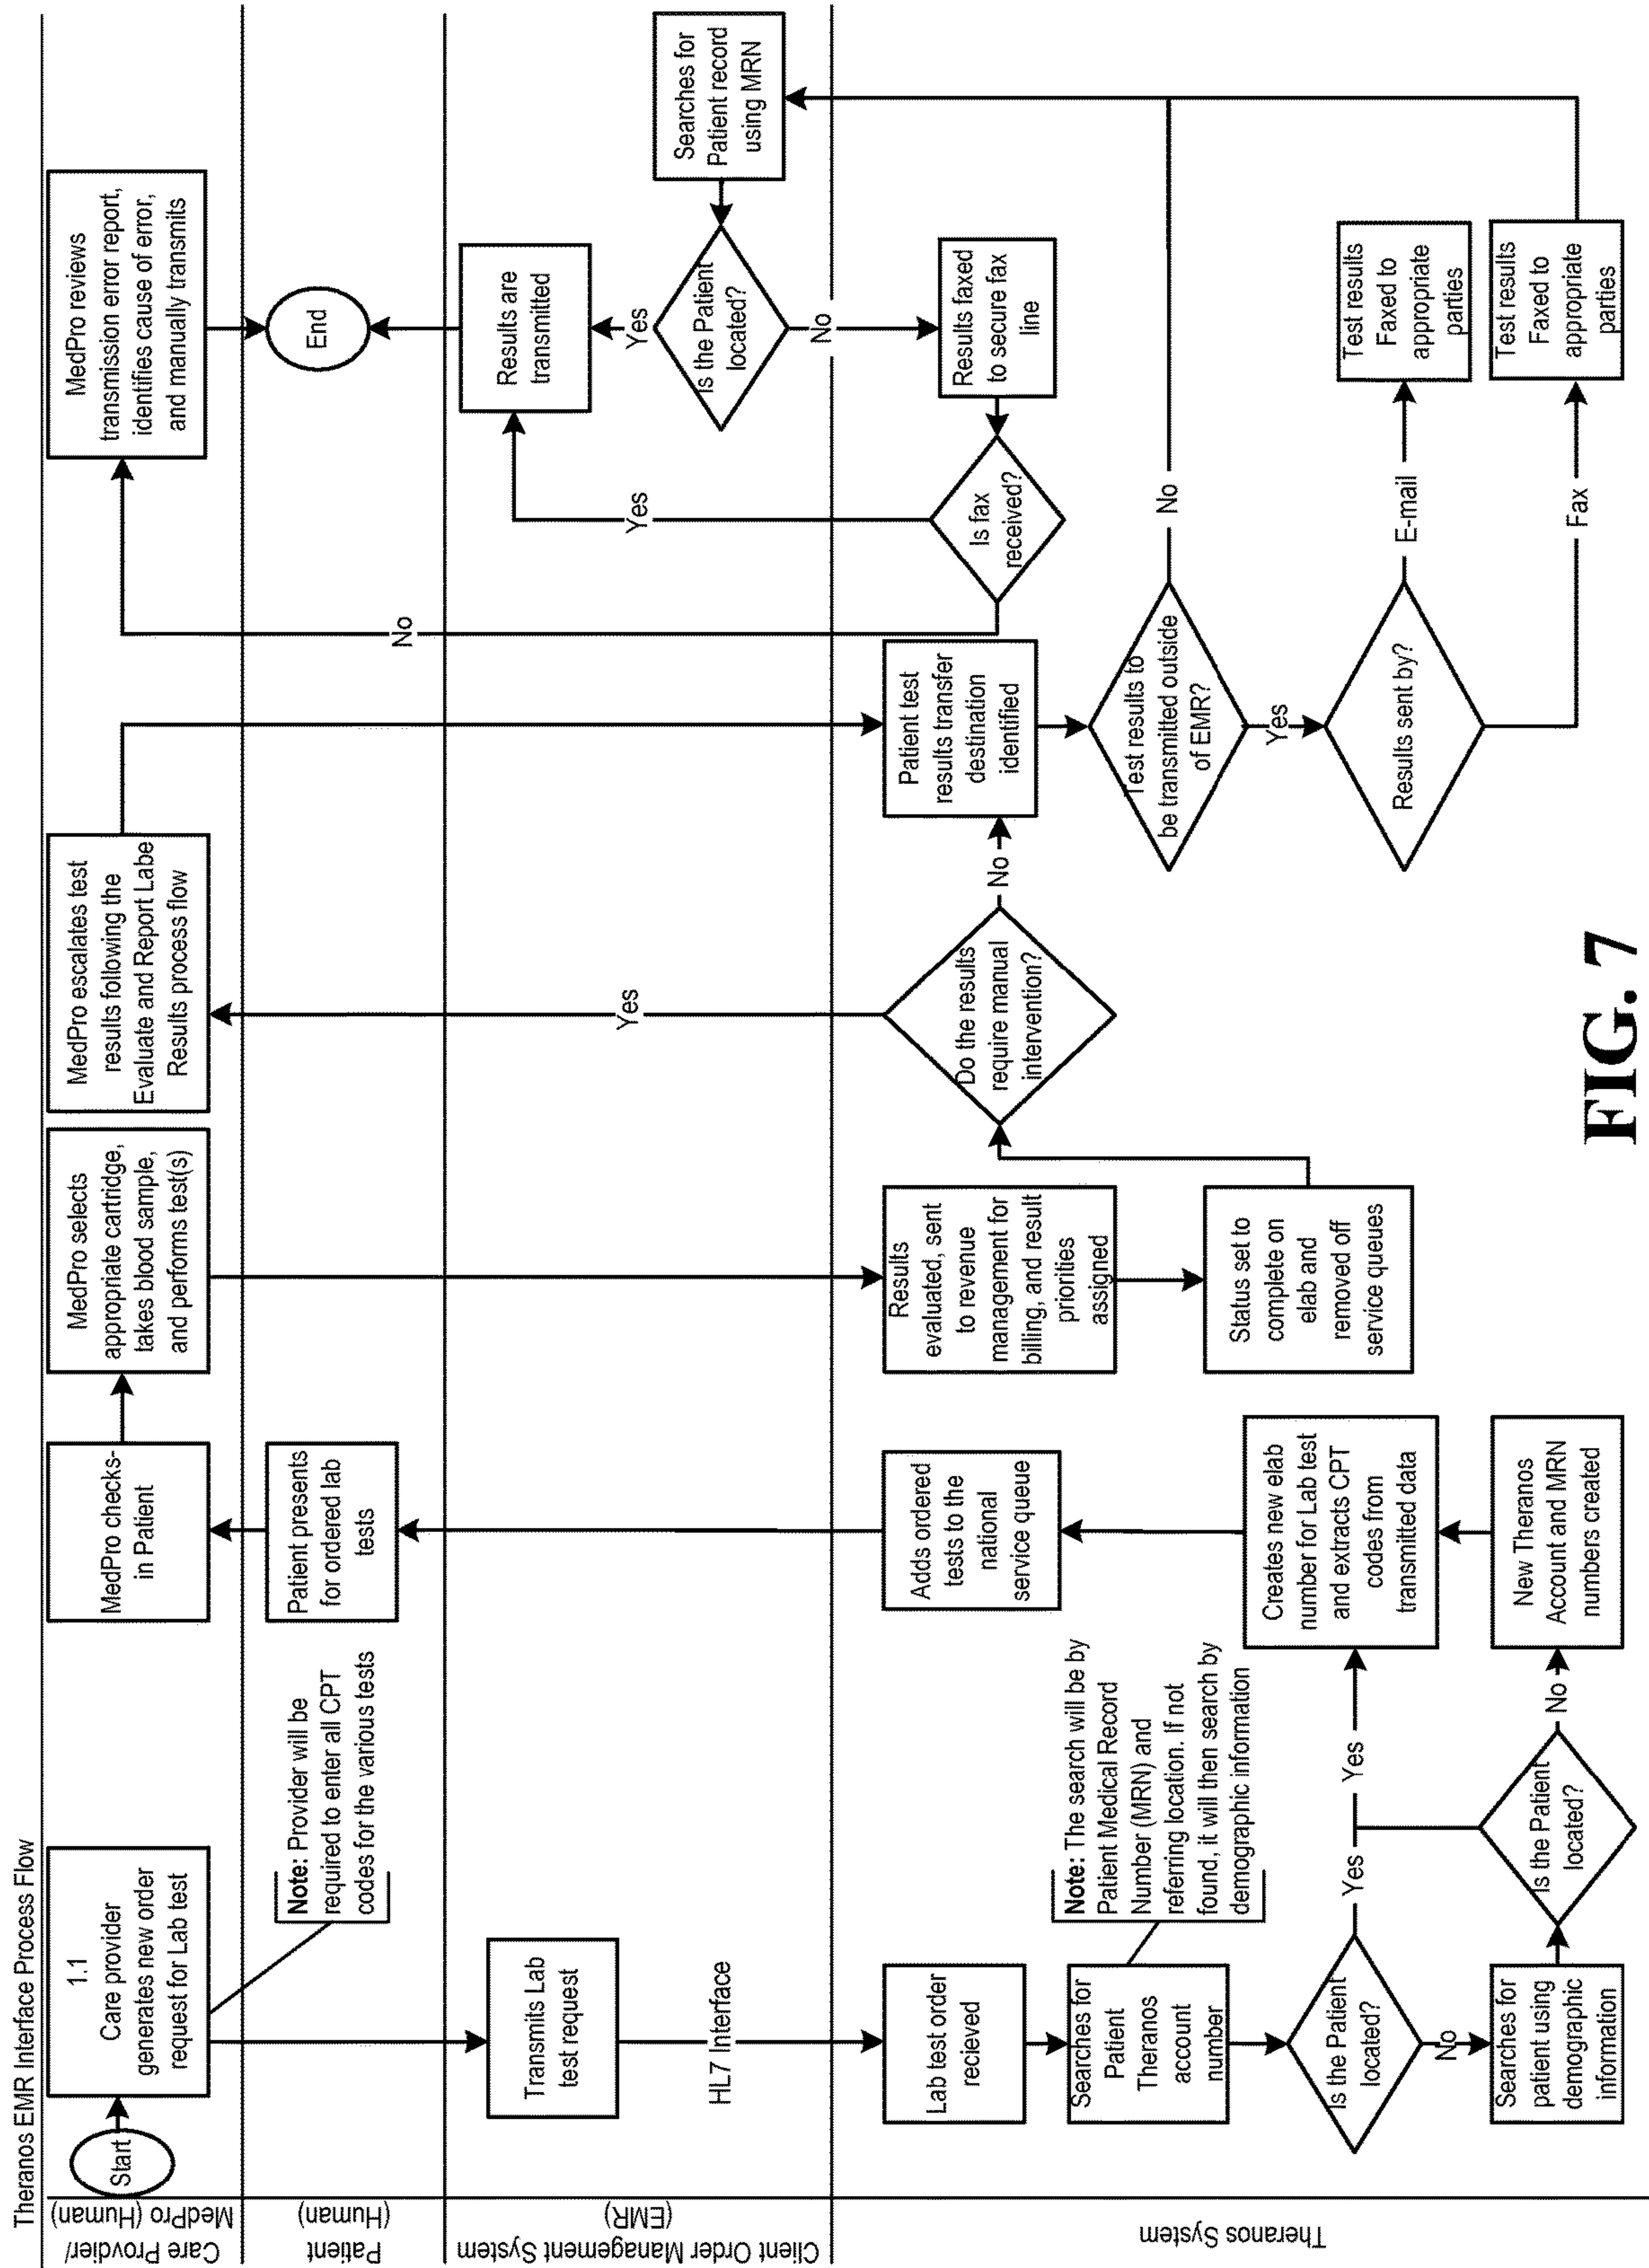 Theranos EMR Interface Process Flow
Care Provdier/
MedPro (Human)
Start
1.1
Care provider
generates new order
request for Lab test
MedPro checks-
in Patient
MedPro selects
appropriate cartridge,
takes blood sample,
and performs test(s)
MedPro escalates test
results following the
Evaluate and Report Labe
Results process flow
MedPro reviews
transmission error report,
identifies cause of error,
and manually transmits
Patient
(Human)
Note: Provider will be
required to enter all CPT
codes for the various tests
Patient presents
for ordered lab
tests
End
Client Order Management System
(EMR)
Transmits Lab
test request
HL7 Interface
Yes
No
Yes
Results are
transmitted
Yes
Is the Patient
located?
No
Searches for
Patient record
using MRN
Theranos System
Lab test order
recieved
Searches for
Patient
Theranos
account
number
Note: The search will be by
Patient Medical Record
Number (MRN) and
referring location. If not
found, it will then search by
demographic information
Is the Patient
located?
Yes
Yes
No
Searches for
patient using
demographic
information
Is the Patient
located?
No
New Theranos
Account and MRN
numbers created
Creates new elab
number for Lab test
and extracts CPT
codes from
transmitted data
Adds ordered
tests to the
national
service queue
Results
evaluated, sent
to revenue
management for
billing, and result
priorities
assigned
Status set to
complete on
elab and
removed off
service queues
Do the results
require manual
intervention?
No
Patient test
results transfer
destination
identified
Test results to
be transmitted outside
of EMR?
No
Yes
Results sent by?
E-mail
Test results
Faxed to
appropriate
parties
Fax
Test results
Faxed to
appropriate
parties
Is fax
received?
Results faxed
to secure fax
line
FIG. 7